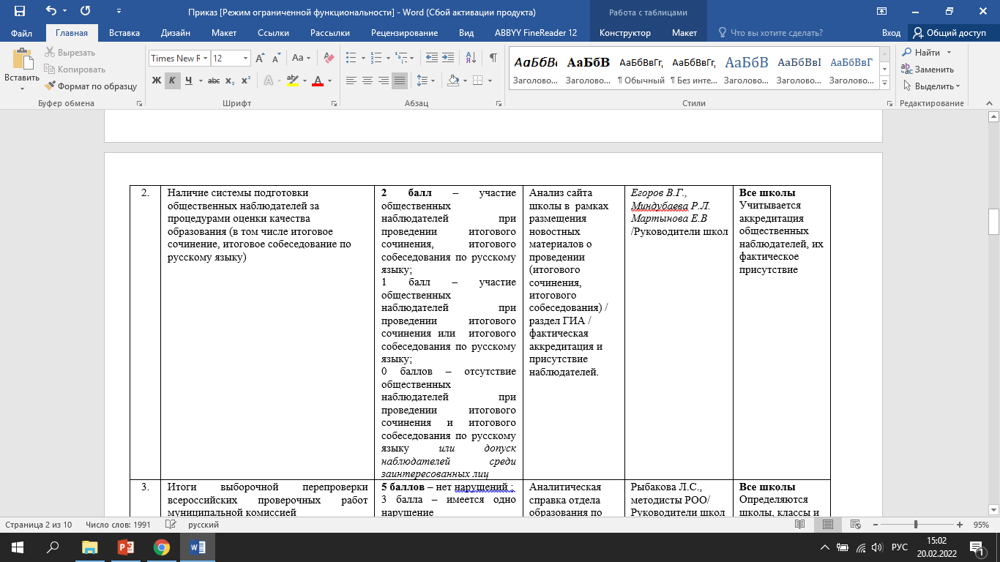 Приказ [Режим ограниченной функциональности] - Word (Сбой активации продукта)
Работа с таблицами
Файл
Главная
Вставка
Дизайн
Макет
Ссылки
Рассылки
Рецензирование
Вид
ABBYY FineReader 12
Конструктор
Макет
Что вы хотите сделать?
Вход
Общий доступ
Вставить
Вырезать
Копировать
Формат по образцу
Буфер обмена
Times New F
12
Aa
Ж К Ч abc x₂ x²
Шрифт
Абзац
АаБбВ
АаБбВ
АаБбВвГг,
АаБбВвГг,
АаБбВ
АаБбВвІ
АаБбВвГ
Заголово...
Заголово...
¶ Обычный
¶ Без инте...
Заголово...
Заголово...
Заголово...
Стили
Найти
Заменить
Выделить
Редактирование
2.
Наличие системы подготовки
общественных наблюдателей за
процедурами оценки качества
образования (в том числе итоговое
сочинение, итоговое собеседование по
русскому языку)
2 балл – участие
общественных
наблюдателей при
проведении итогового
сочинения, итогового
собеседования по русскому
языку;
1 балл – участие
общественных
наблюдателей при
проведении итогового
сочинения или итогового
собеседования по русскому
языку;
0 баллов – отсутствие
общественных
наблюдателей при
проведении итогового
сочинения и итогового
собеседования по русскому
языку или допуск
наблюдателей среди
заинтересованных лиц
Анализ сайта
школы в рамках
размещения
новостных
материалов о
проведении
(итогового
сочинения,
итогового
собеседования) /
раздел ГИА /
фактическая
аккредитация и
присутствие
наблюдателей.
Егоров В.Г.,
Миндубаева Р.Л.
Мартынова Е.В
/Руководители школ
Все школы
Учитывается
аккредитация
общественных
наблюдателей, их
фактическое
присутствие
3.
Итоги выборочной перепроверки
всероссийских проверочных работ
муниципальной комиссией
5 баллов – нет нарушений ;
3 балла – имеется одно
нарушение
Аналитическая
справка отдела
образования по
Рыбакова Л.С.,
методисты РОО/
Руководители школ
Все школы
Определяются
школы, классы и
Страница 2 из 10
Число слов: 1991
русский
95%
РУС
15:02
20.02.2022
1